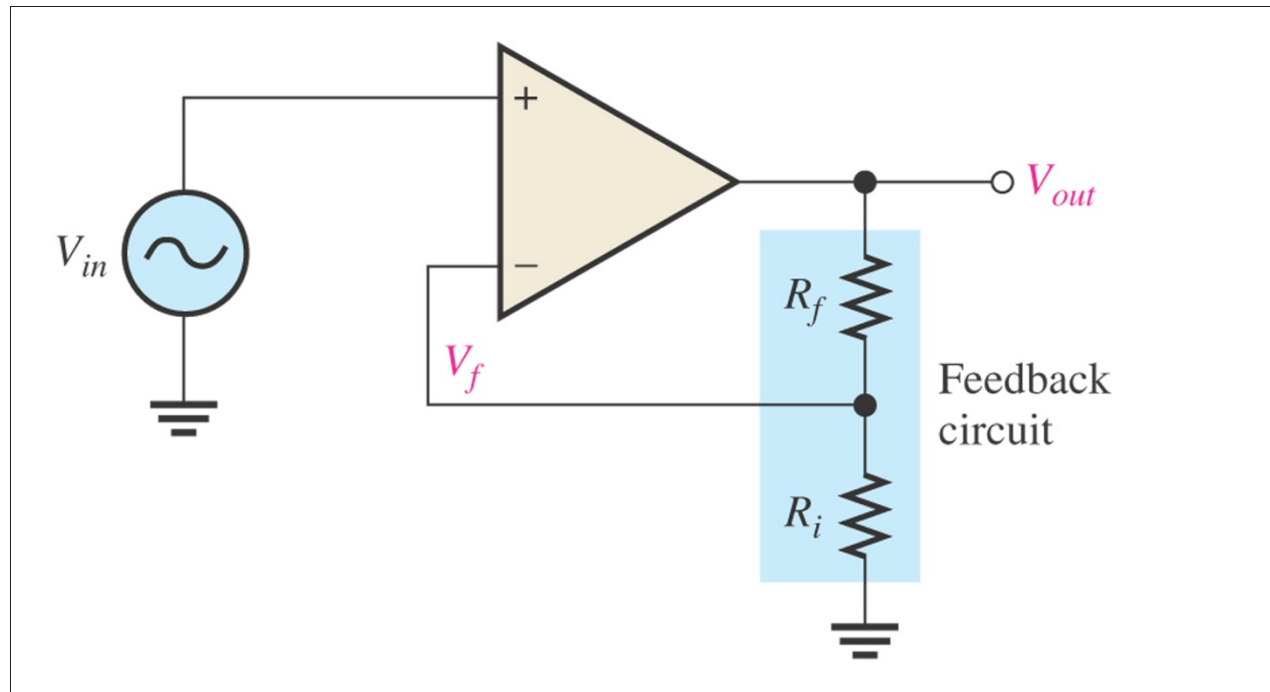 +
V_out
V_in
R_f
−
V_f
Feedback
circuit
R_i